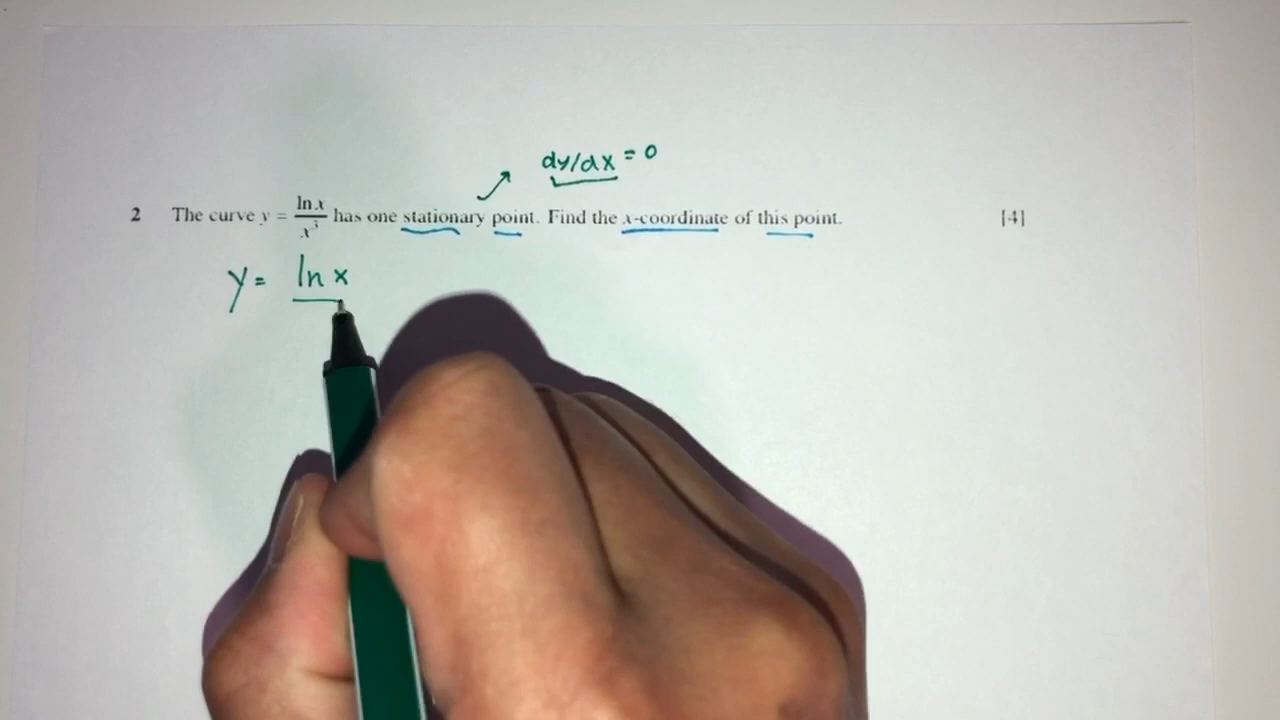 dy/dx = 0
2 The curve y = ln x / x³ has one stationary point. Find the x-coordinate of this point. [4]
y = ln x